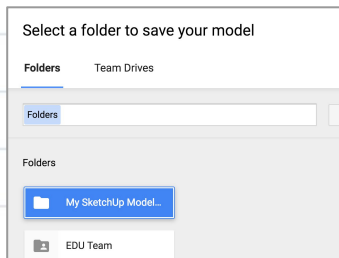 Select a folder to save your model
Folders Team Drives
Folders
Folders
My SketchUp Model...
EDU Team